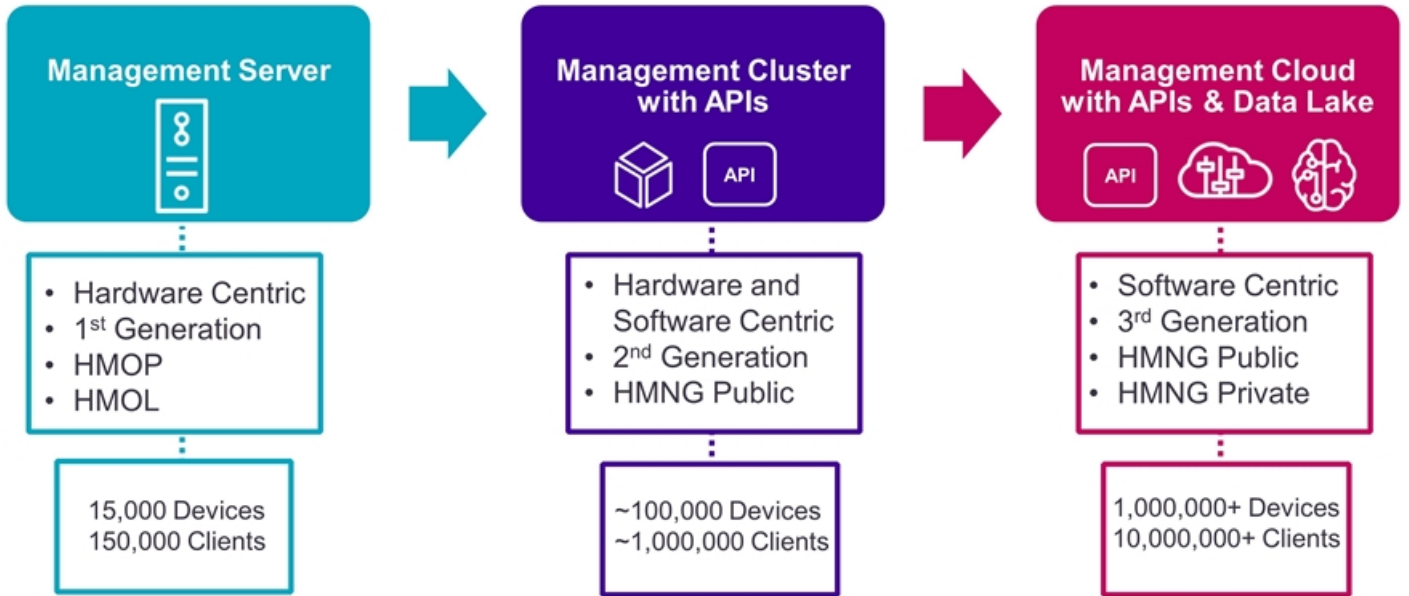 Management Server
Management Cluster
with APIs
API
Management Cloud
with APIs & Data Lake
API
• Hardware Centric
• 1st Generation
• HMOP
• HMOL
• Hardware and
Software Centric
• 2nd Generation
• HMNG Public
• Software Centric
• 3rd Generation
• HMNG Public
• HMNG Private
15,000 Devices
150,000 Clients
~100,000 Devices
~1,000,000 Clients
1,000,000+ Devices
10,000,000+ Clients